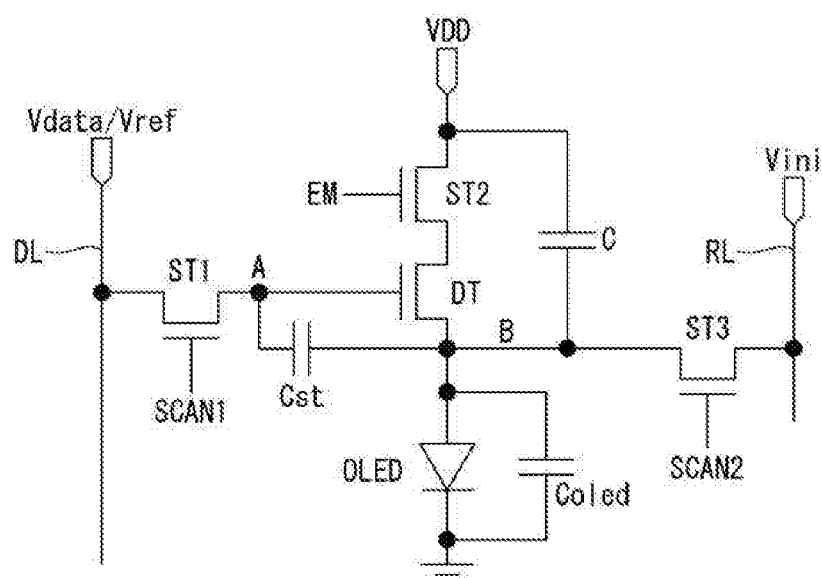 VDD
Vdata/Vref
Vini
EM
ST2
DL
C
RL
ST1
A
DT
B
ST3
Cst
SCAN1
OLED
Coled
SCAN2